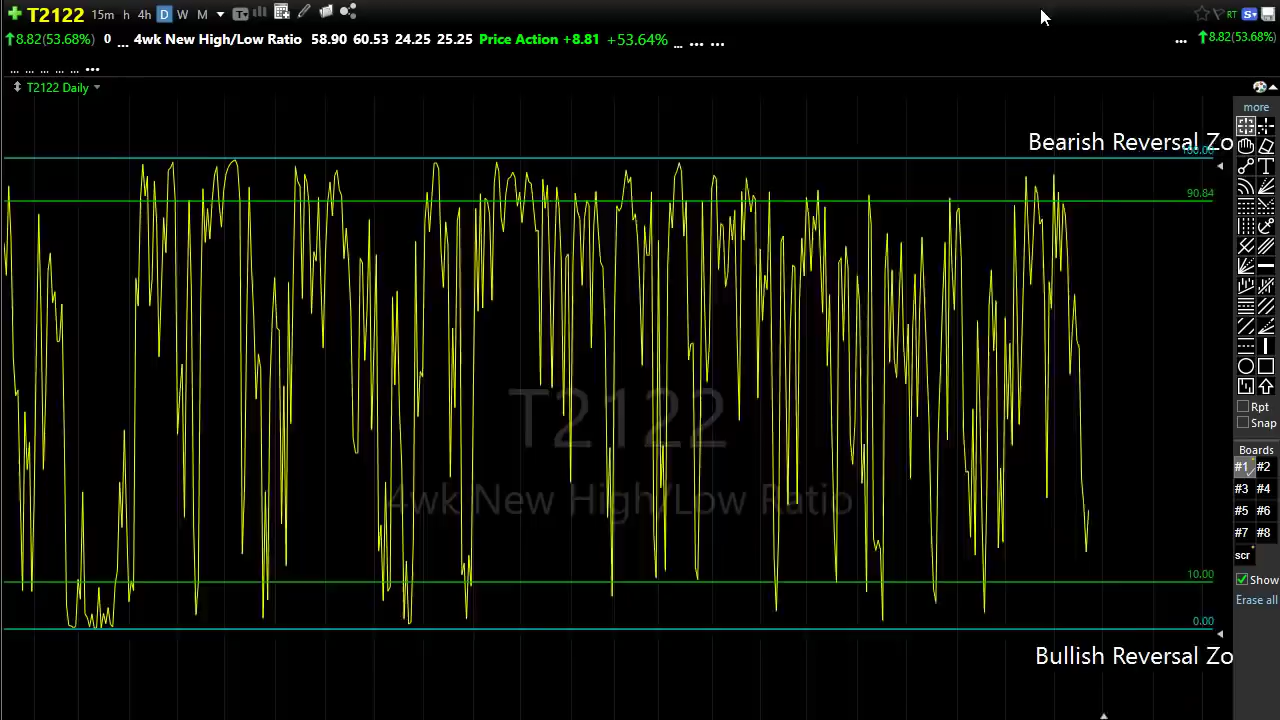 T2122 15m h 4h D W M RT S
8.82(53.68%) 0 ... 4wk New High/Low Ratio 58.90 60.53 24.25 25.25 Price Action +8.81 +53.64% ... ... ... ... 8.82(53.68%)
... ... ... ... ... ...
T2122 Daily
more
Bearish Reversal Zo
100.00
90.84
T
T2122
4wk New High/Low Ratio
Rpt
Snap
Boards
#1 #2
#3 #4
#5 #6
#7 #8
scr
10.00
Show
Erase all
0.00
Bullish Reversal Zo